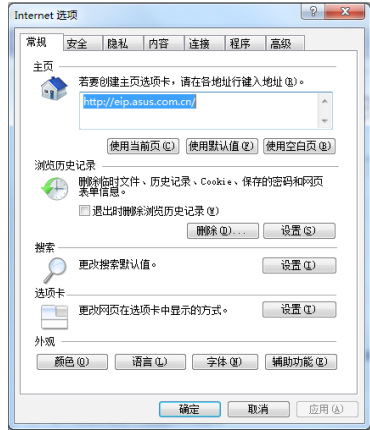 Internet 选项
常规 安全 隐私 内容 连接 程序 高级
主页
若要创建主页选项卡，请在各地址行键入地址(R)。
http://eip.asus.com.cn/
使用当前页(C) 使用默认值(F) 使用空白页(B)
浏览历史记录
删除临时文件、历史记录、Cookie、保存的密码和网页
表单信息。
退出时删除浏览历史记录(W)
删除(D)... 设置(S)
搜索
更改搜索默认值。 设置(I)
选项卡
更改网页在选项卡中显示的方式。 设置(T)
外观
颜色(O) 语言(L) 字体(N) 辅助功能(E)
确定 取消 应用(A)